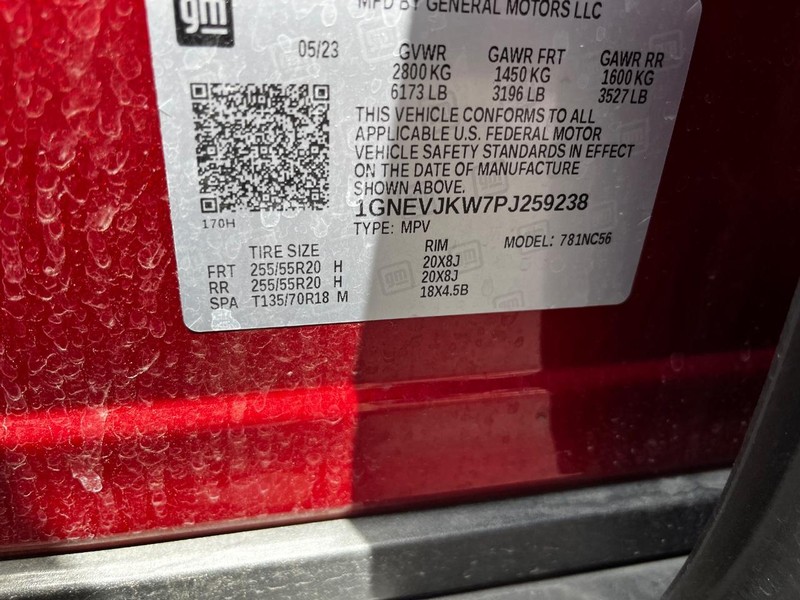 gm
MFD BY GENERAL MOTORS LLC
05/23 GVWR GAWR FRT GAWR RR
2800 KG 1450 KG 1600 KG
6173 LB 3196 LB 3527 LB
THIS VEHICLE CONFORMS TO ALL
APPLICABLE U.S. FEDERAL MOTOR
VEHICLE SAFETY STANDARDS IN EFFECT
ON THE DATE OF MANUFACTURE
SHOWN ABOVE.
1GNEVJKW7PJ259238
170H
TYPE: MPV
TIRE SIZE RIM MODEL: 781NC56
FRT 255/55R20 H 20X8J
RR 255/55R20 H 20X8J
SPA T135/70R18 M 18X4.5B